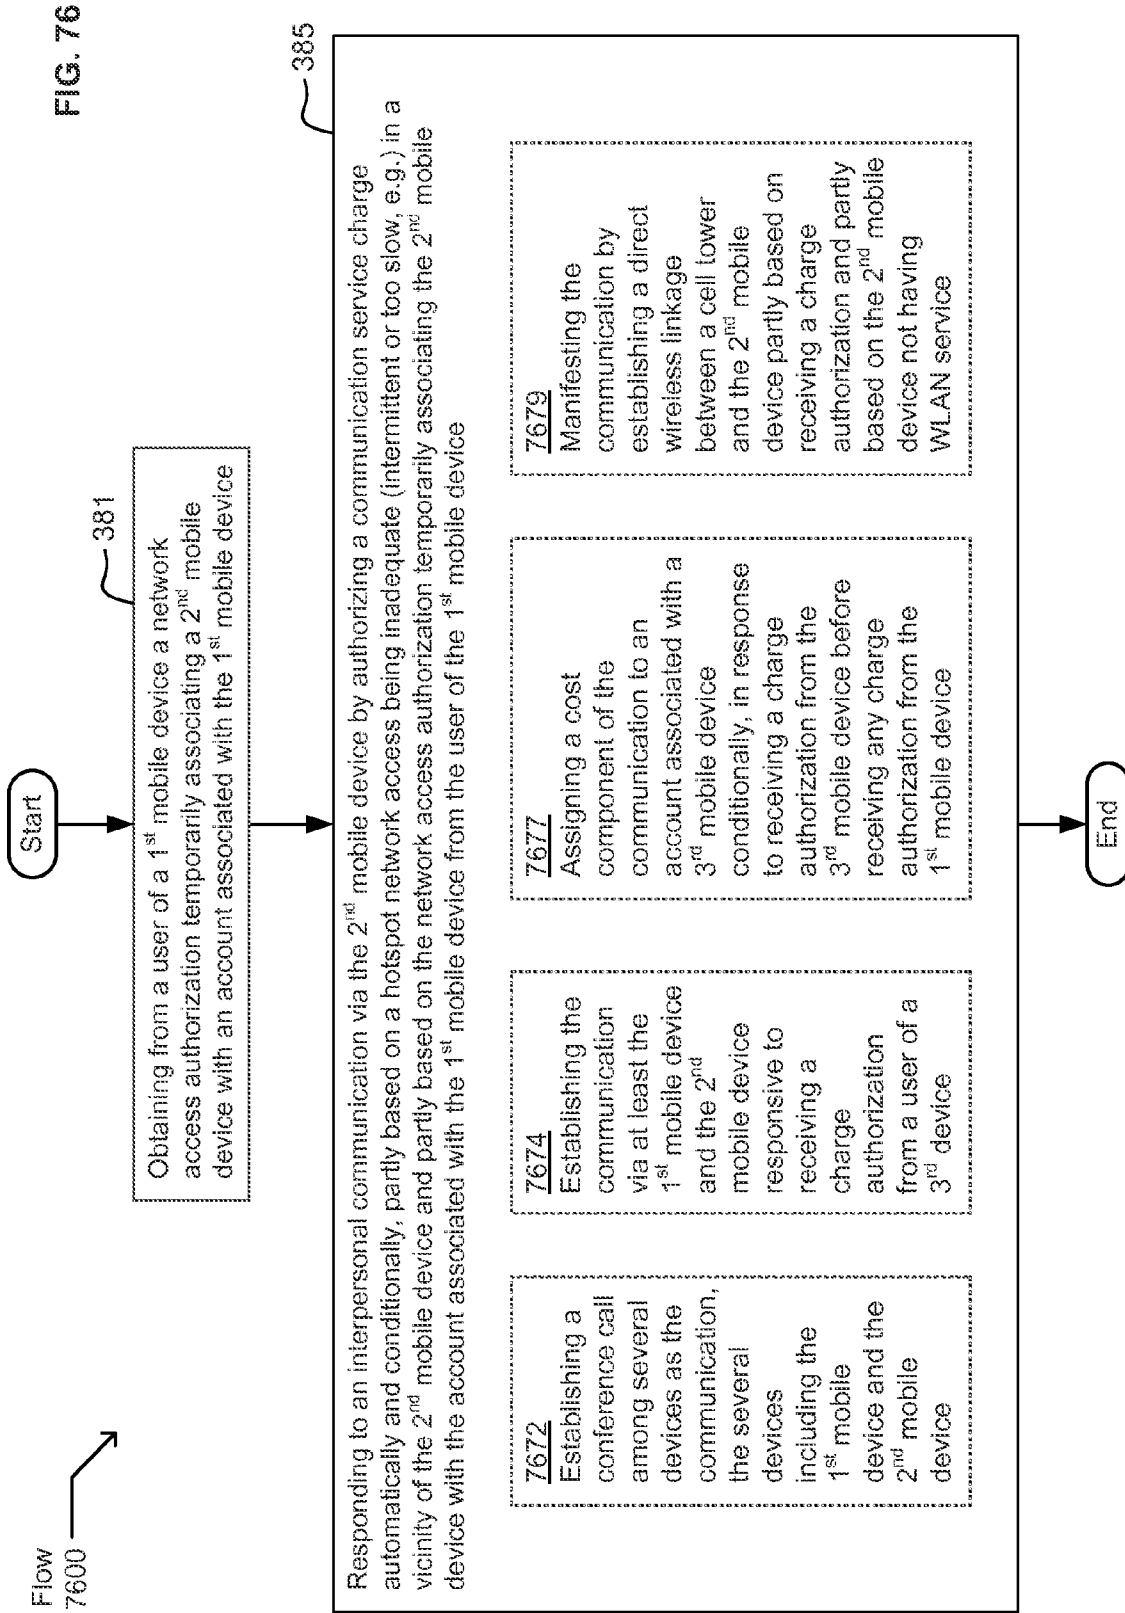 Flow
7600
FIG. 76
Start
381
Obtaining from a user of a 1st mobile device a network
access authorization temporarily associating a 2nd mobile
device with an account associated with the 1st mobile device
385
Responding to an interpersonal communication via the 2nd mobile device by authorizing a communication service charge
automatically and conditionally, partly based on a hotspot network access being inadequate (intermittent or too slow, e.g.) in a
vicinity of the 2nd mobile device and partly based on the network access authorization temporarily associating the 2nd mobile
device with the account associated with the 1st mobile device from the user of the 1st mobile device
7672
Establishing a
conference call
among several
devices as the
communication,
the several
devices
including the
1st mobile
device and the
2nd mobile
device
7674
Establishing the
communication
via at least the
1st mobile device
and the 2nd
mobile device
responsive to
receiving a
charge
authorization
from a user of a
3rd device
7677
Assigning a cost
component of the
communication to an
account associated with a
3rd mobile device
conditionally, in response
to receiving a charge
authorization from the
3rd mobile device before
receiving any charge
authorization from the
1st mobile device
7679
Manifesting the
communication by
establishing a direct
wireless linkage
between a cell tower
and the 2nd mobile
device partly based on
receiving a charge
authorization and partly
based on the 2nd mobile
device not having
WLAN service
End